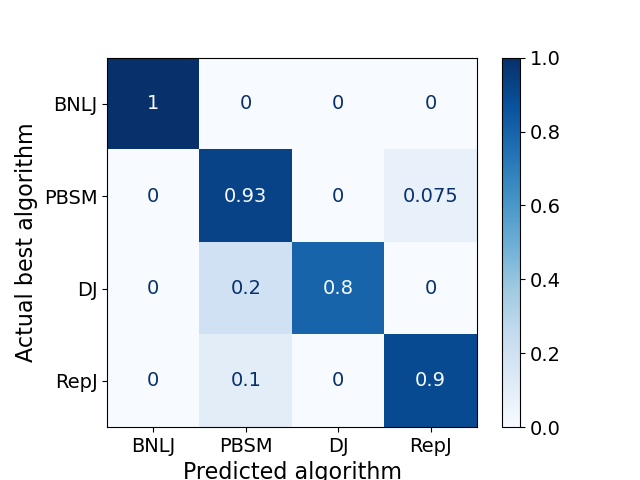 BNLJ 1 0 0 0
PBSM 0 0.93 0 0.075
DJ 0 0.2 0.8 0
RepJ 0 0.1 0 0.9
BNLJ PBSM DJ RepJ
Predicted algorithm
Actual best algorithm
1.0
0.8
0.6
0.4
0.2
0.0